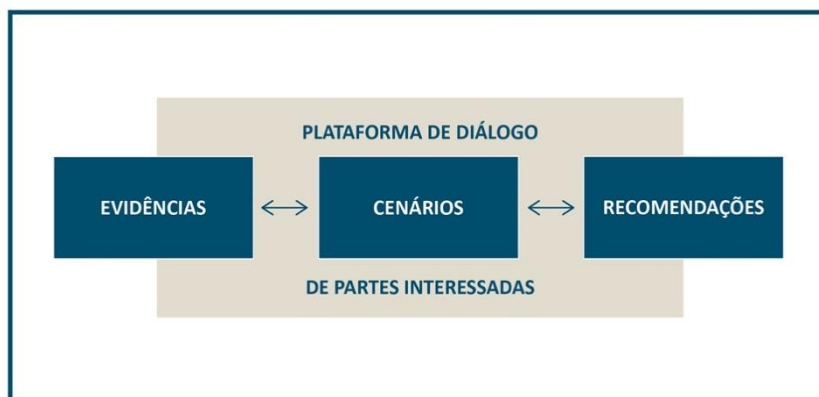 PLATAFORMA DE DIÁLOGO
EVIDÊNCIAS
CENÁRIOS
RECOMENDAÇÕES
DE PARTES INTERESSADAS